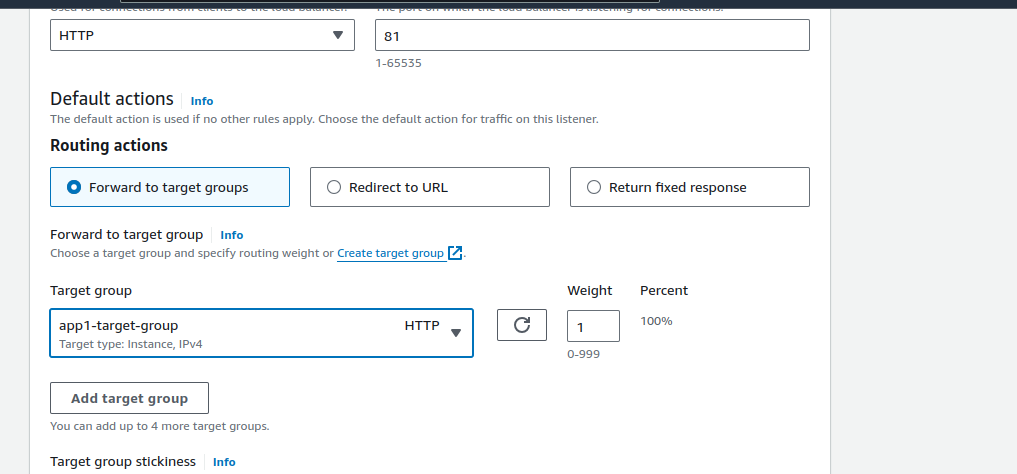 Used for connections from clients to the load balancer. The port on which the load balancer is listening for connections.
HTTP 81
1-65535
Default actions Info
The default action is used if no other rules apply. Choose the default action for traffic on this listener.
Routing actions
Forward to target groups Redirect to URL Return fixed response
Forward to target group Info
Choose a target group and specify routing weight or Create target group.
Target group Weight Percent
app1-target-group HTTP 1 100%
Target type: Instance, IPv4
0-999
Add target group
You can add up to 4 more target groups.
Target group stickiness Info